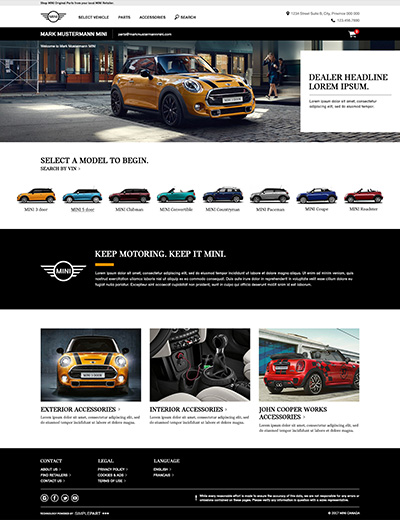 Shop MINI Original Parts from your local MINI Retailer.
MINI
SELECT VEHICLE PARTS ACCESSORIES SEARCH
1234 Street Suite B, City, Province 000 000
123.456.7890
MARK MUSTERMANN MINI parts@markmustermannmini.com
Welcome to Mark Mustermann MINI
DEALER HEADLINE
LOREM IPSUM.
Lorem ipsum dolor sit amet, consectetur
adipiscing elit, sed do eiusmod tempor.
SELECT A MODEL TO BEGIN.
SEARCH BY VIN >
MINI 3 door MINI 5 door MINI Clubman MINI Convertible MINI Countryman MINI Paceman MINI Coupe MINI Roadster
MINI
KEEP MOTORING. KEEP IT MINI.
Lorem ipsum dolor sit amet, consectetur adipiscing elit, sed do eiusmod tempor incididunt ut labore et dolore magna aliqua. Ut enim ad minim veniam, quis nostrud
exercitation ullamco laboris nisi ut aliquip ex ea commodo consequat. Duis aute irure dolor in reprehenderit in voluptate velit esse cillum dolore eu
fugiat nulla pariatur. Excepteur sint occaecat cupidatat non proident, sunt in culpa qui officia deserunt mollit anim id est laborum.
EXTERIOR ACCESSORIES >
Lorem ipsum dolor sit amet, consectetur adipiscing elit,
sed do eiusmod tempor incididunt ut labore.
INTERIOR ACCESSORIES >
Lorem ipsum dolor sit amet, consectetur adipiscing elit,
sed do eiusmod tempor incididunt ut labore.
JOHN COOPER WORKS
ACCESSORIES >
Lorem ipsum dolor sit amet, consectetur adipiscing elit,
sed do eiusmod tempor incididunt ut labore.
CONTACT LEGAL LANGUAGE
ABOUT US > PRIVACY POLICY > ENGLISH
FIND RETAILERS > COOKIES & ADS > FRANCAIS
CONTACT US > TERMS OF USE >
While every reasonable effort is made to ensure the accuracy of this data, we are not responsible for any errors or
omissions contained on these pages. Please verify any information in question with a sales representative.
TECHNOLOGY POWERED BY SIMPLEPART
© 2017 MINI CANADA